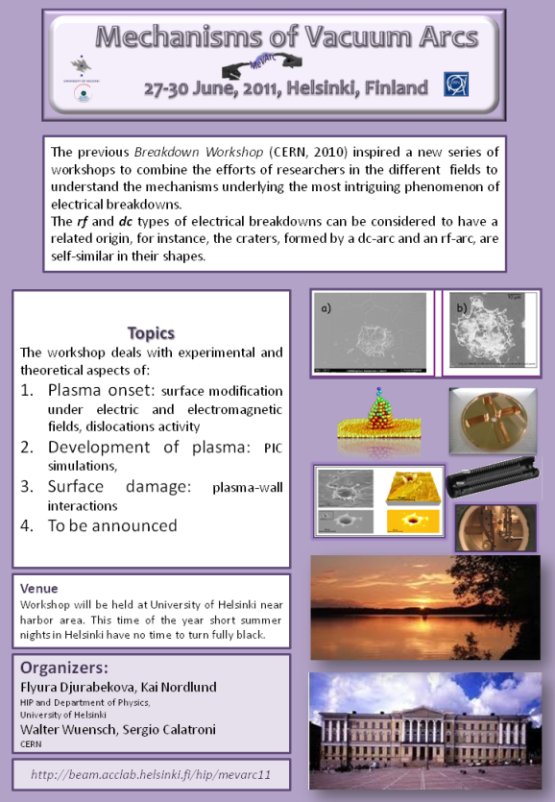 Mechanisms of Vacuum Arcs
MeVArc
27-30 June, 2011, Helsinki, Finland
The previous Breakdown Workshop (CERN, 2010) inspired a new series of
workshops to combine the efforts of researchers in the different fields to
understand the mechanisms underlying the most intriguing phenomenon of
electrical breakdowns.
The rf and dc types of electrical breakdowns can be considered to have a
related origin, for instance, the craters, formed by a dc-arc and an rf-arc, are
self-similar in their shapes.
Topics
The workshop deals with experimental and
theoretical aspects of:
1. Plasma onset: surface modification
under electric and electromagnetic
fields, dislocations activity
2. Development of plasma: PIC
simulations,
3. Surface damage: plasma-wall
interactions
4. To be announced
a)
b)
Venue
Workshop will be held at University of Helsinki near
harbor area. This time of the year short summer
nights in Helsinki have no time to turn fully black.
Organizers:
Flyura Djurabekova, Kai Nordlund
HIP and Department of Physics,
University of Helsinki
Walter Wuensch, Sergio Calatroni
CERN
http://beam.acclab.helsinki.fi/hip/mevarc11